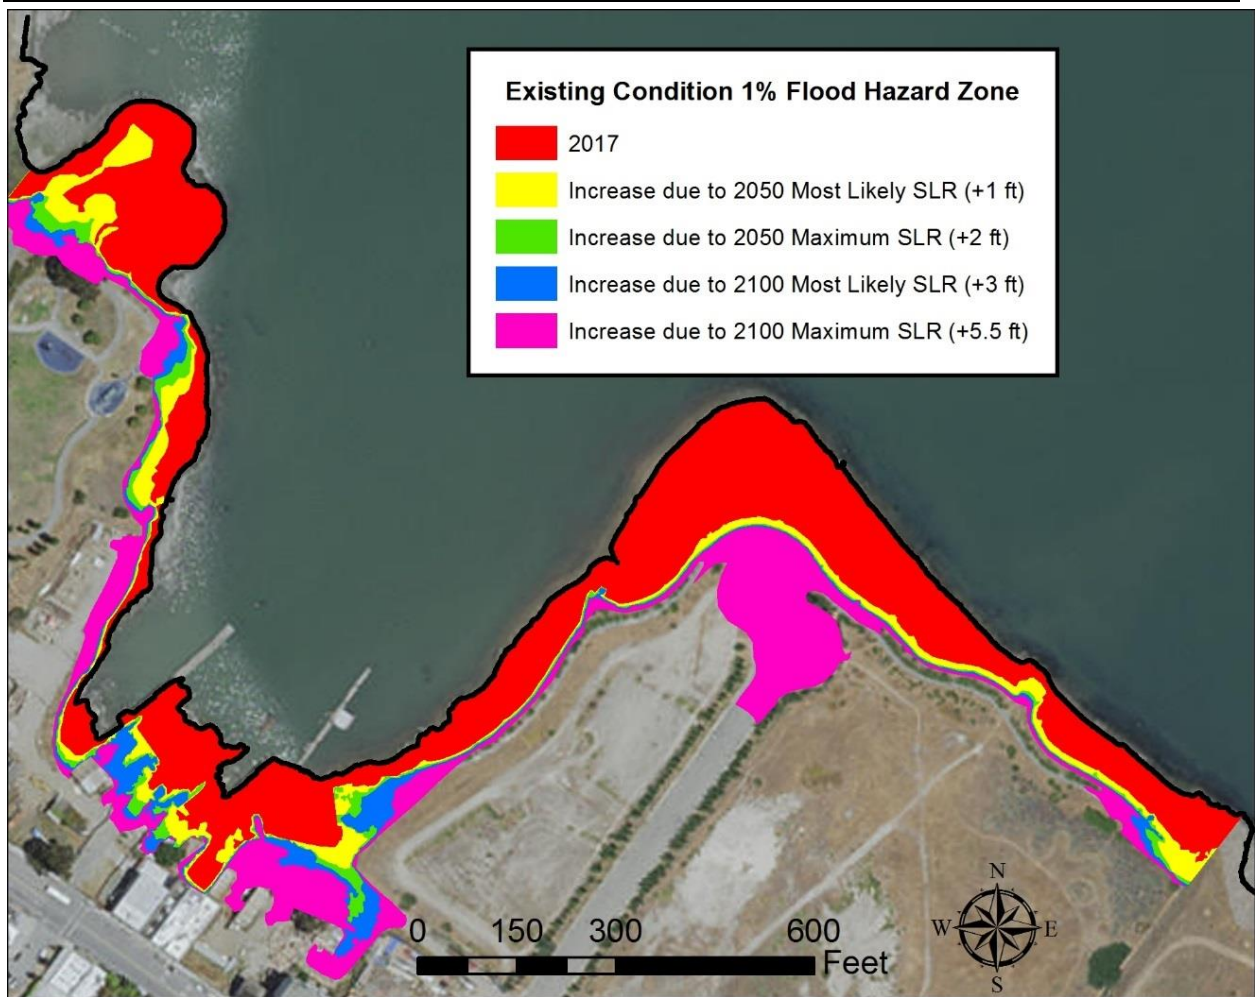 Existing Condition 1% Flood Hazard Zone
2017
Increase due to 2050 Most Likely SLR (+1 ft)
Increase due to 2050 Maximum SLR (+2 ft)
Increase due to 2100 Most Likely SLR (+3 ft)
Increase due to 2100 Maximum SLR (+5.5 ft)
N
W E
S
0 150 300 600
Feet